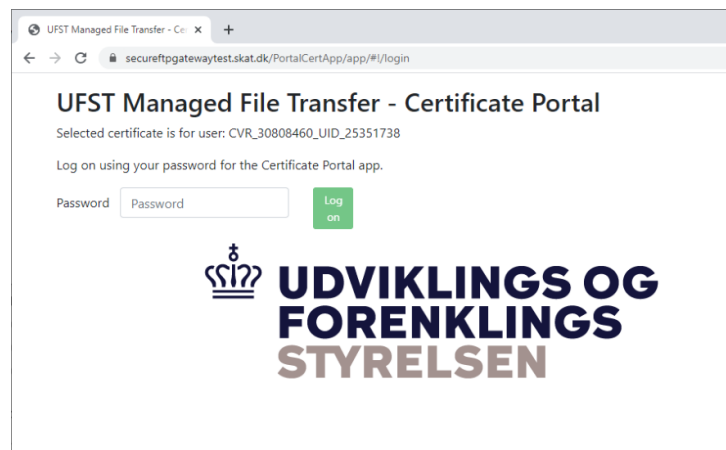 UFST Managed File Transfer - Cer
secureftpgatewaytest.skat.dk/PortalCertApp/app/#!/login
UFST Managed File Transfer - Certificate Portal
Selected certificate is for user: CVR_30808460_UID_25351738
Log on using your password for the Certificate Portal app.
Password Password Log
on
UDVIKLINGS OG
FORENKLINGS
STYRELSEN